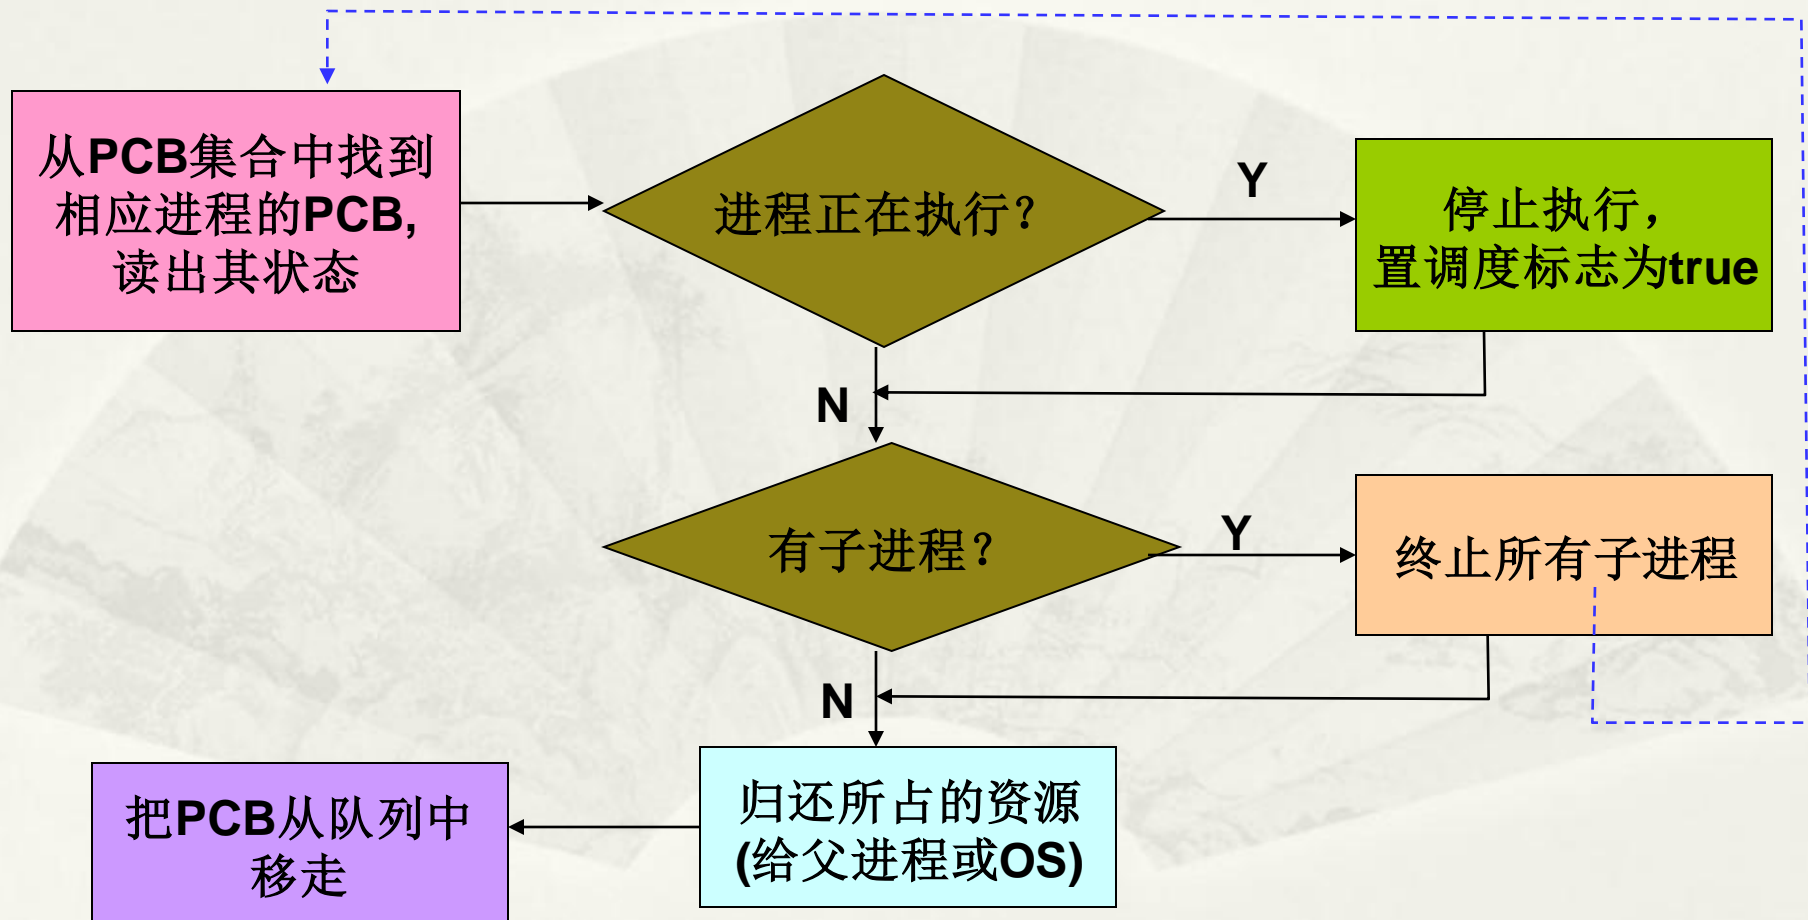 从PCB集合中找到
相应进程的PCB,
读出其状态
进程正在执行？
Y
停止执行，
置调度标志为true
N
有子进程？
Y
终止所有子进程
N
归还所占的资源
(给父进程或OS)
把PCB从队列中
移走